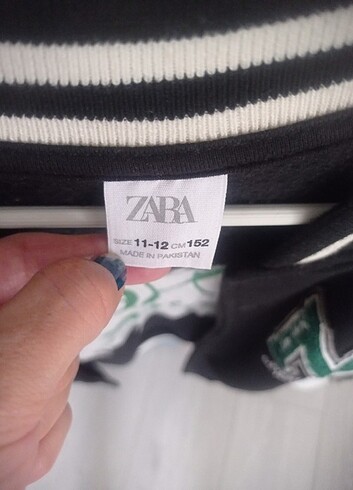 ZARA
SIZE 11-12 CM 152
MADE IN PAKISTAN